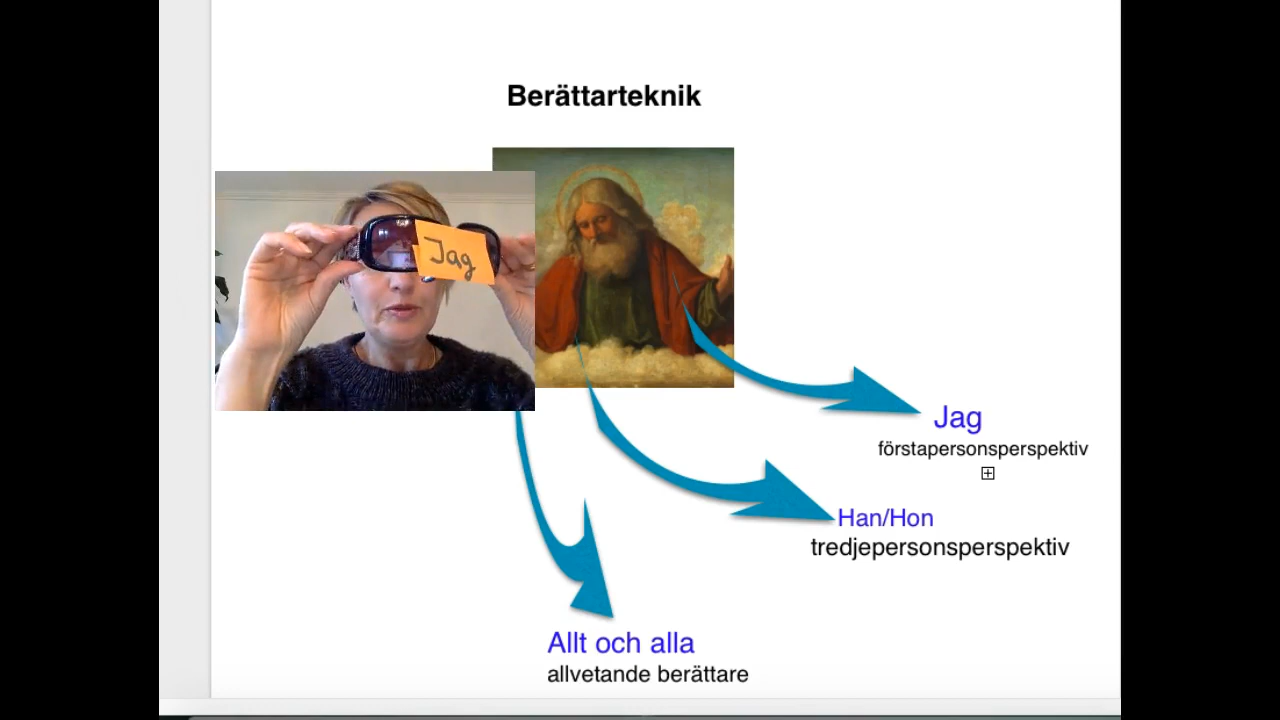 Berättarteknik
Jag
Jag
förstapersonsperspektiv
Han/Hon
tredjepersonsperspektiv
Allt och alla
allvetande berättare